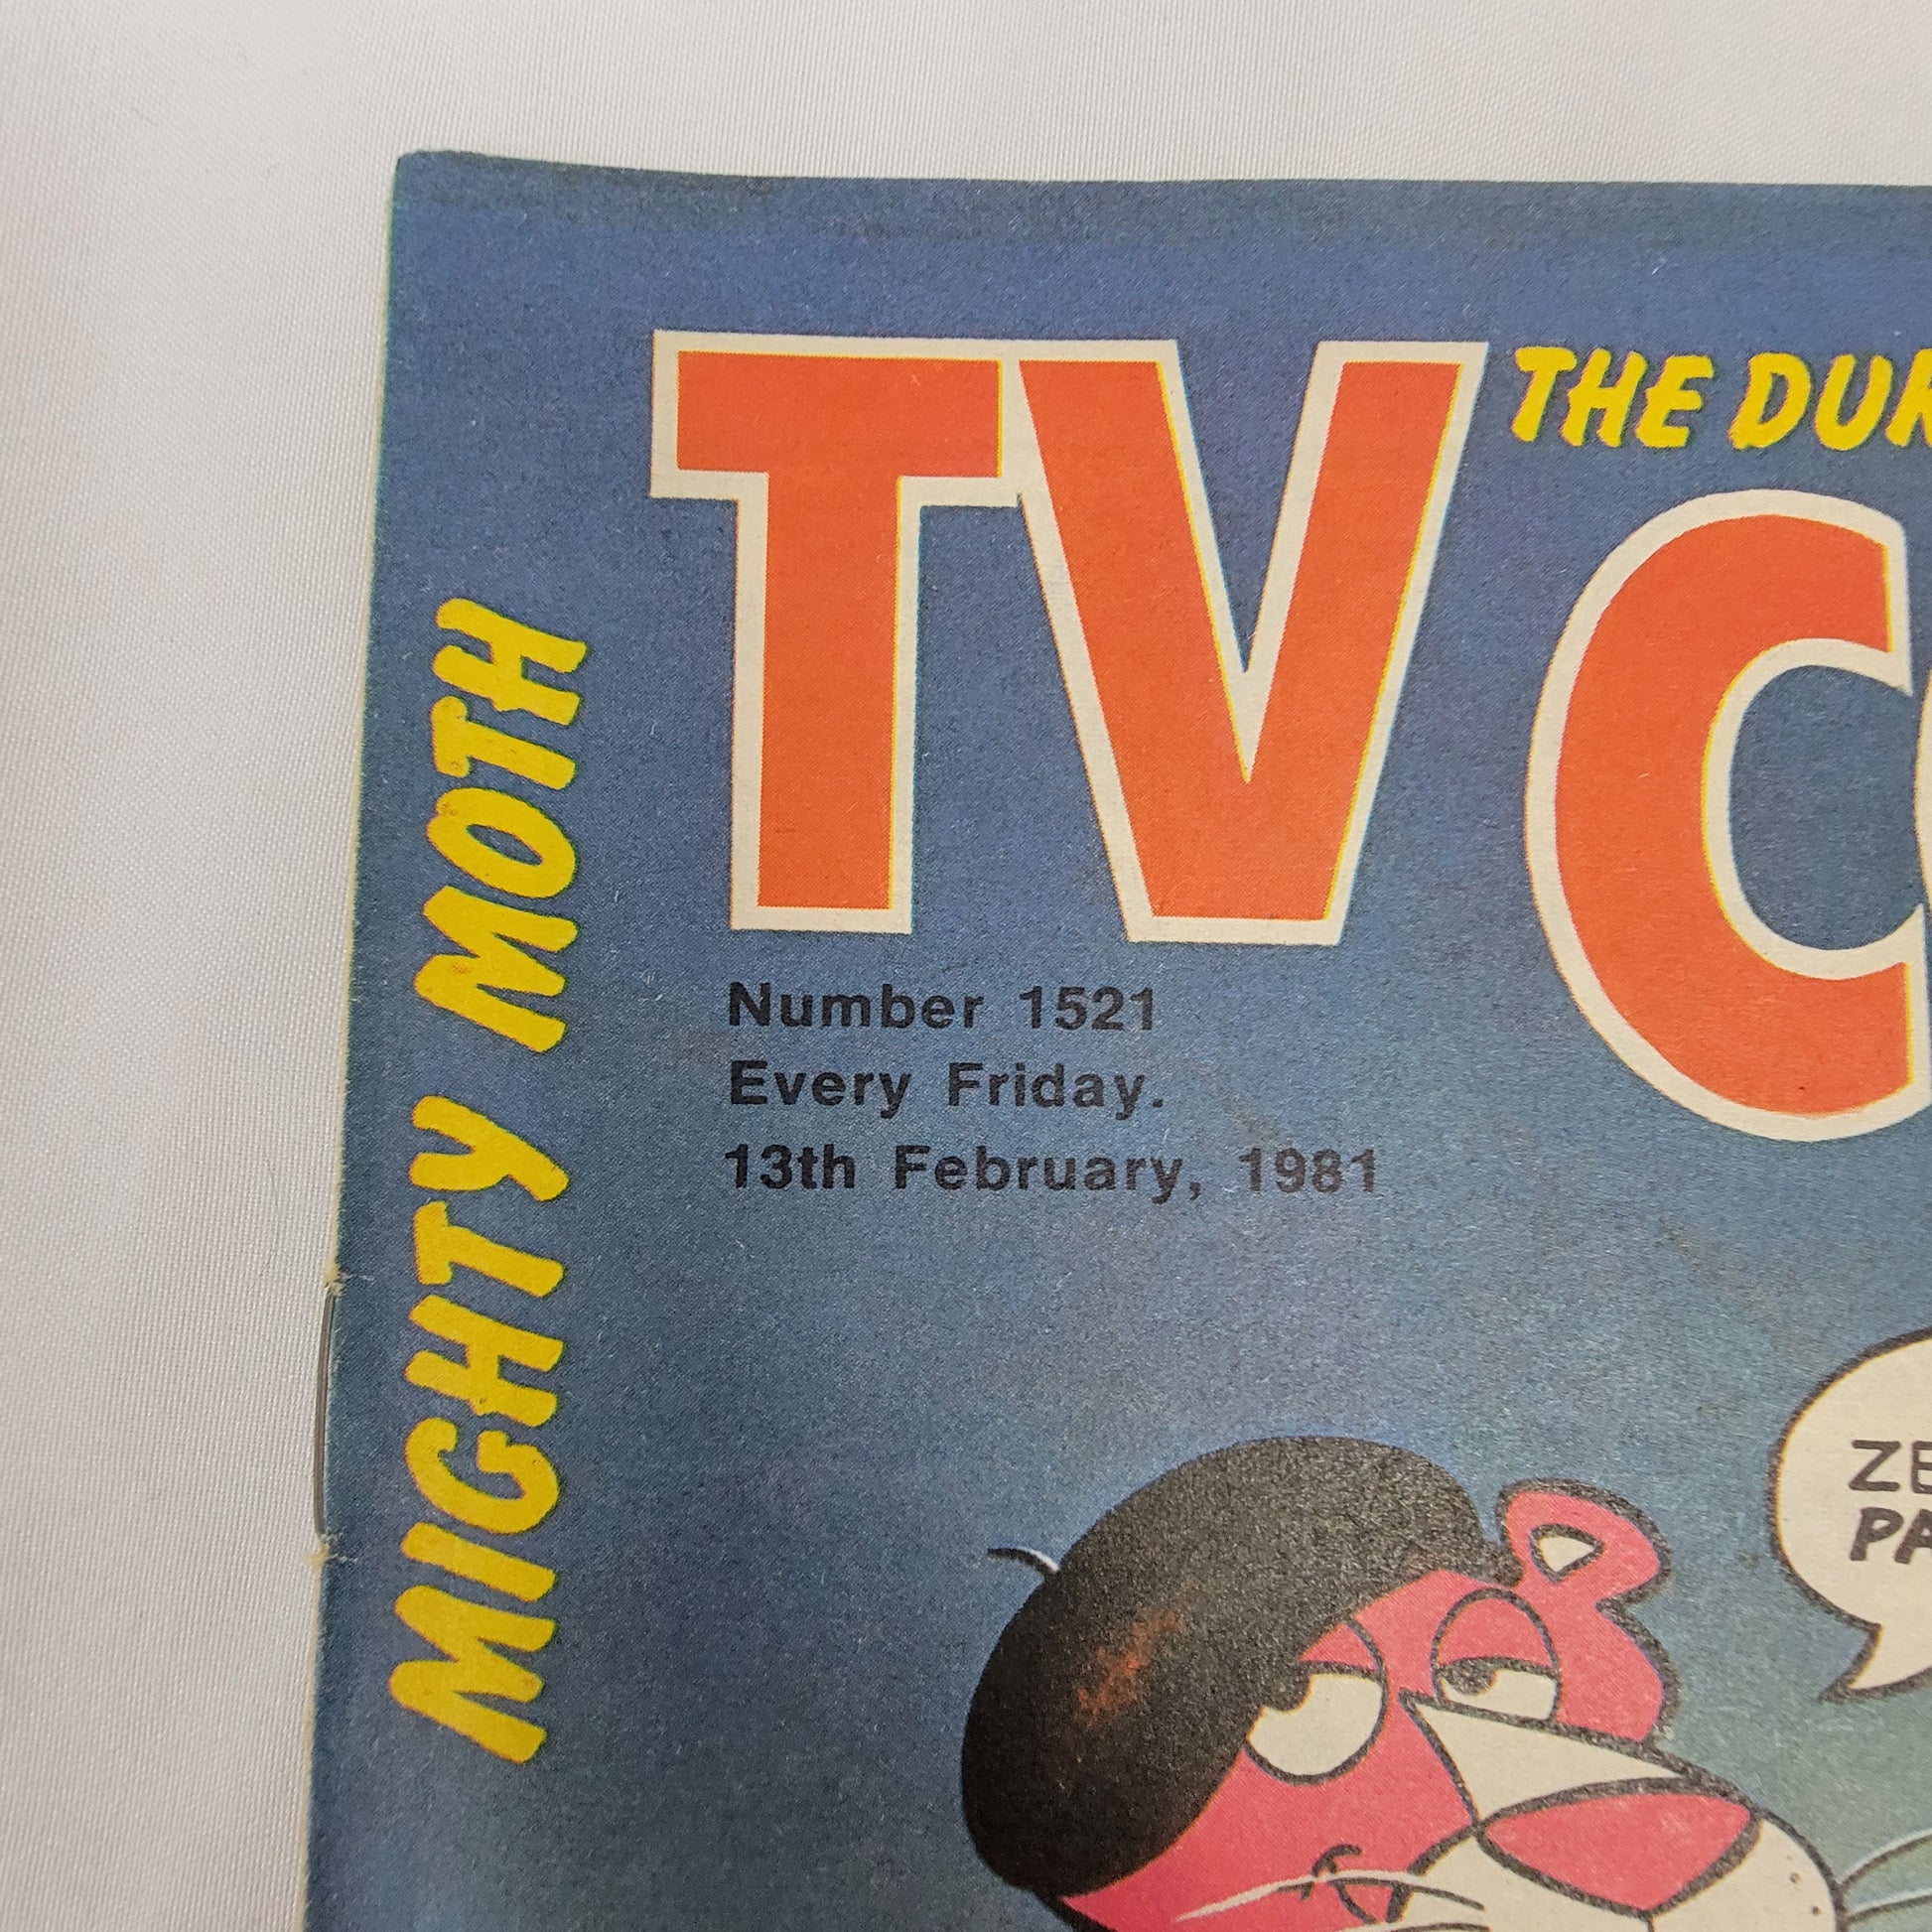 TV
THE DUR
C
MIGHTY MOTH
Number 1521
Every Friday.
13th February, 1981
ZE
PA